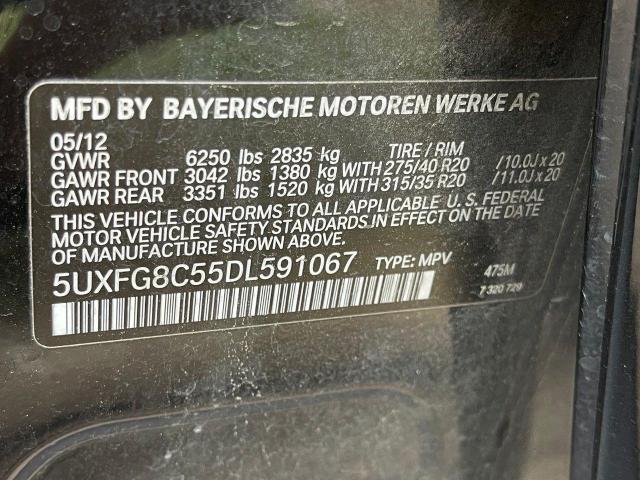 MFD BY BAYERISCHE MOTOREN WERKE AG
05/12 TIRE / RIM
GVWR 6250 lbs 2835 kg
GAWR FRONT 3042 lbs 1380 kg WITH 275/40 R20 /10.0J x 20
GAWR REAR 3351 lbs 1520 kg WITH 315/35 R20 /11.0J x 20
THIS VEHICLE CONFORMS TO ALL APPLICABLE U.S. FEDERAL
MOTOR VEHICLE SAFETY STANDARDS IN EFFECT ON THE DATE
OF MANUFACTURE SHOWN ABOVE.
5UXFG8C55DL591067 TYPE: MPV
475M
7 320 729